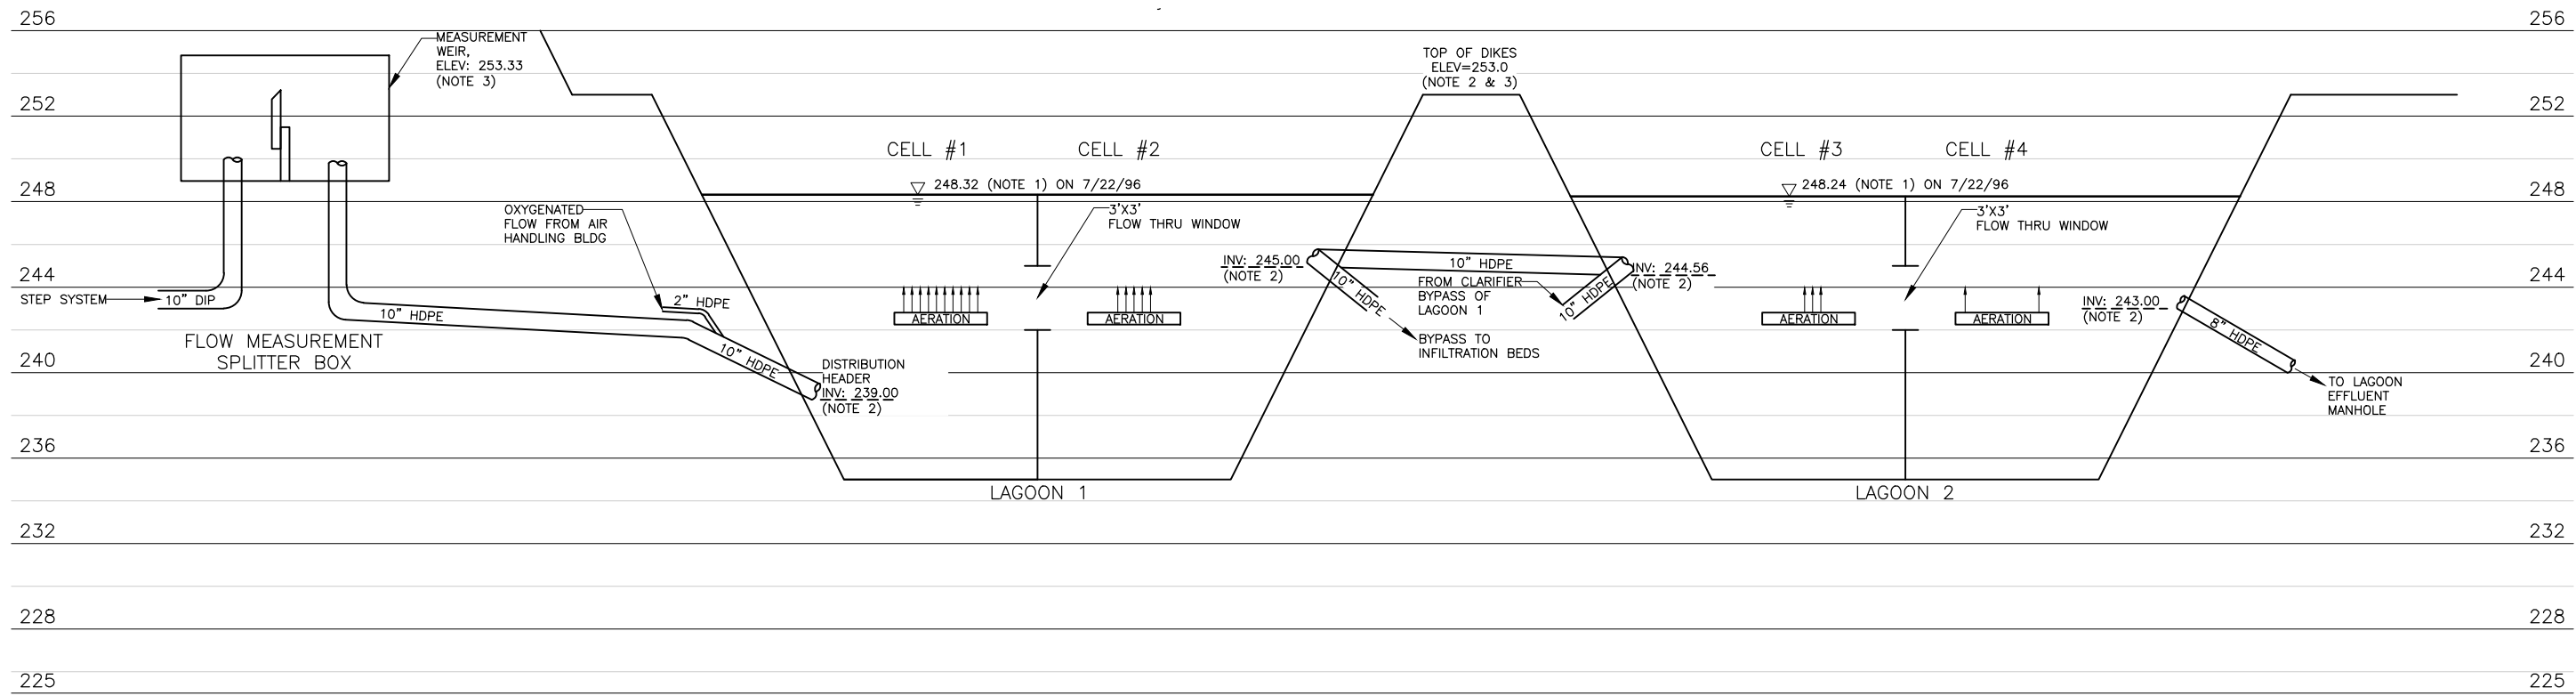 256
256
MEASUREMENT
WEIR,
ELEV: 253.33
(NOTE 3)
TOP OF DIKES
ELEV=253.0
(NOTE 2 & 3)
252
252
CELL #1
CELL #2
CELL #3
CELL #4
248
248
248.32 (NOTE 1) ON 7/22/96
248.24 (NOTE 1) ON 7/22/96
OXYGENATED
FLOW FROM AIR
HANDLING BLDG
3'X3'
FLOW THRU WINDOW
3'X3'
FLOW THRU WINDOW
244
244
INV: 245.00
(NOTE 2)
10" HDPE
10" HDPE
FROM CLARIFIER
BYPASS OF
LAGOON 1
10" HDPE
INV: 244.56
(NOTE 2)
STEP SYSTEM
10" DIP
2" HDPE
10" HDPE
AERATION
AERATION
AERATION
AERATION
INV: 243.00
(NOTE 2)
8" HDPE
FLOW MEASUREMENT
SPLITTER BOX
10" HDPE
BYPASS TO
INFILTRATION BEDS
240
240
DISTRIBUTION
HEADER
INV: 239.00
(NOTE 2)
TO LAGOON
EFFLUENT
MANHOLE
236
236
LAGOON 1
LAGOON 2
232
232
228
228
225
225